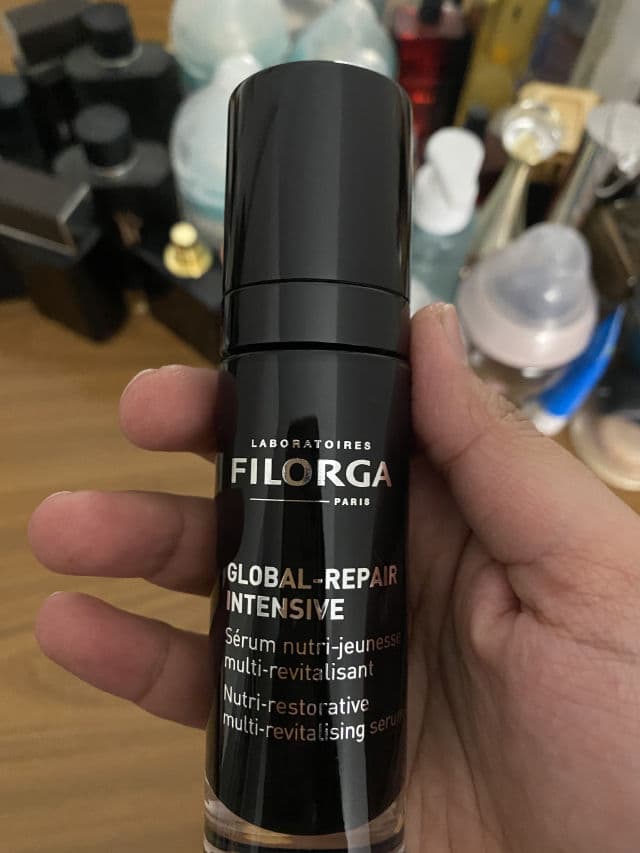 LABORATOIRES
FILORGA
PARIS
GLOBAL-REPAIR
INTENSIVE
Sérum nutri-jeunesse
multi-revitalisant
Nutri-restorative
multi-revitalising serum